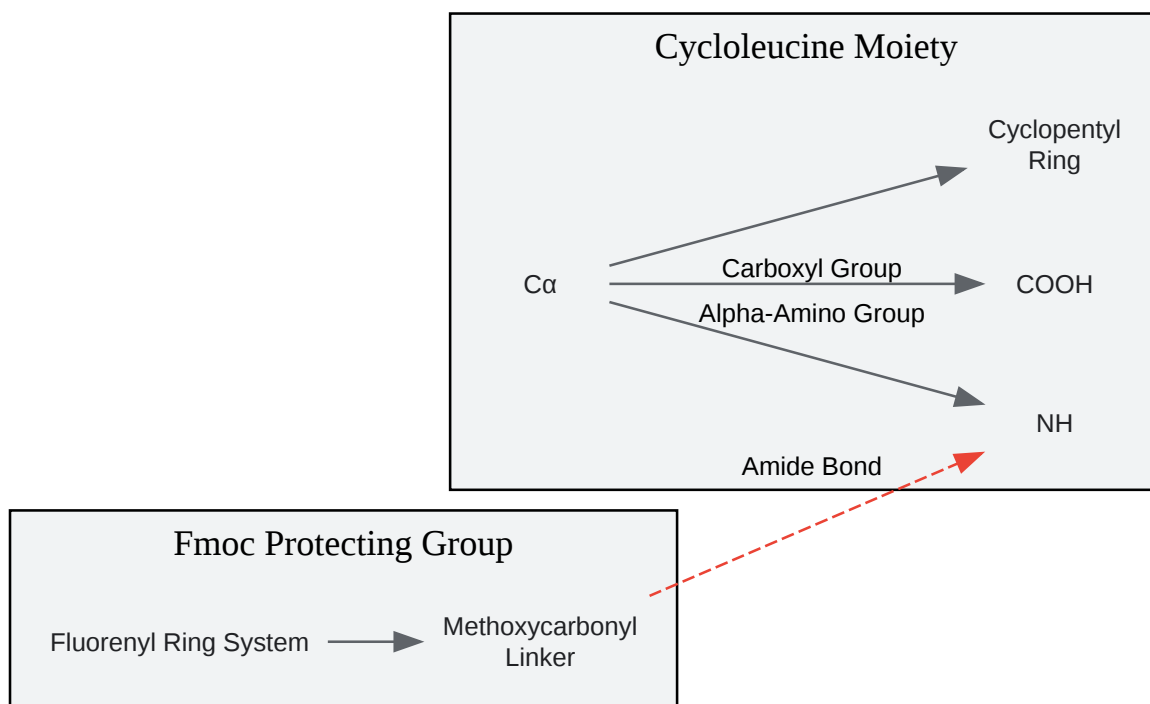 Cycloleucine Moiety
Cyclopentyl
Ring
Carboxyl Group
Cα
COOH
Alpha-Amino Group
NH
Amide Bond
Fmoc Protecting Group
Fluorenyl Ring System
Methoxycarbonyl
Linker